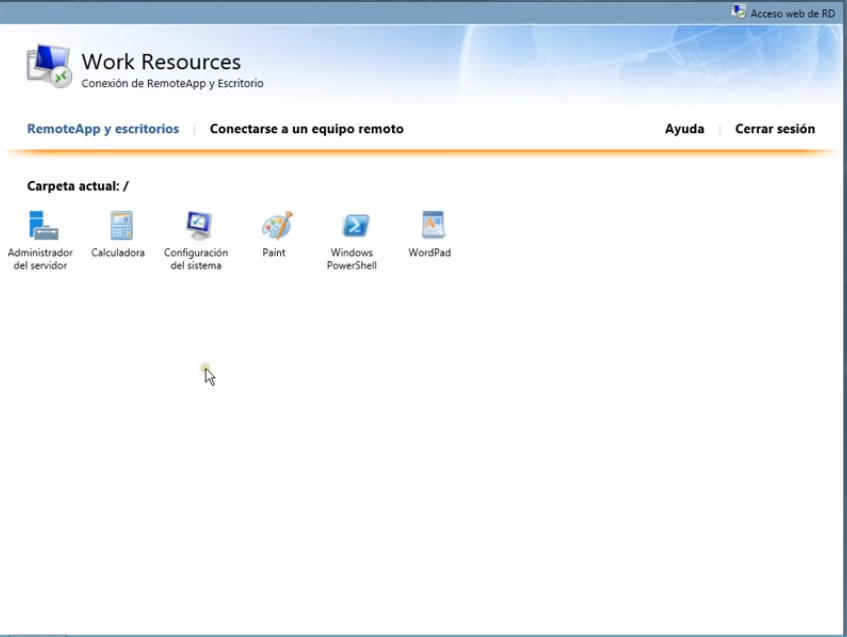 Acceso web de RD
Work Resources
Conexión de RemoteApp y Escritorio
RemoteApp y escritorios
Conectarse a un equipo remoto
Ayuda
Cerrar sesión
Carpeta actual: /
Administrador
del servidor
Calculadora
Configuración
del sistema
Paint
Windows
PowerShell
WordPad